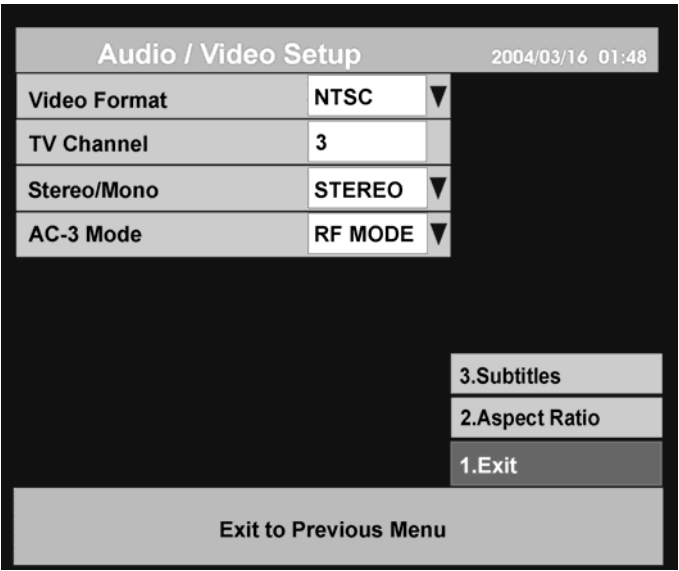 Audio / Video Setup 2004/03/16 01:48
Video Format NTSC
TV Channel 3
Stereo/Mono STEREO
AC-3 Mode RF MODE
3.Subtitles
2.Aspect Ratio
1.Exit
Exit to Previous Menu